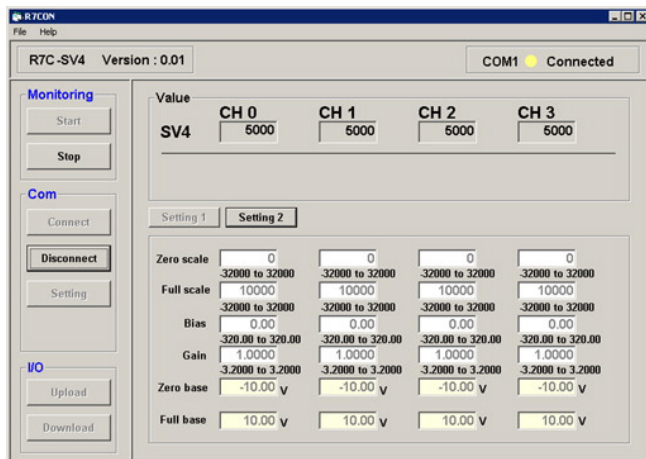 R7CON
File Help
R7C-SV4 Version : 0.01
COM1 Connected
Monitoring
Start
Stop
Com
Connect
Disconnect
Setting
I/O
Upload
Download
Value
CH 0 CH 1 CH 2 CH 3
SV4 5000 5000 5000 5000
Setting 1 Setting 2
Zero scale 0 0 0 0
-32000 to 32000 -32000 to 32000 -32000 to 32000 -32000 to 32000
Full scale 10000 10000 10000 10000
-32000 to 32000 -32000 to 32000 -32000 to 32000 -32000 to 32000
Bias 0.00 0.00 0.00 0.00
-320.00 to 320.00 -320.00 to 320.00 -320.00 to 320.00 -320.00 to 320.00
Gain 1.0000 1.0000 1.0000 1.0000
-3.2000 to 3.2000 -3.2000 to 3.2000 -3.2000 to 3.2000 -3.2000 to 3.2000
Zero base -10.00 V -10.00 V -10.00 V -10.00 V
Full base 10.00 V 10.00 V 10.00 V 10.00 V